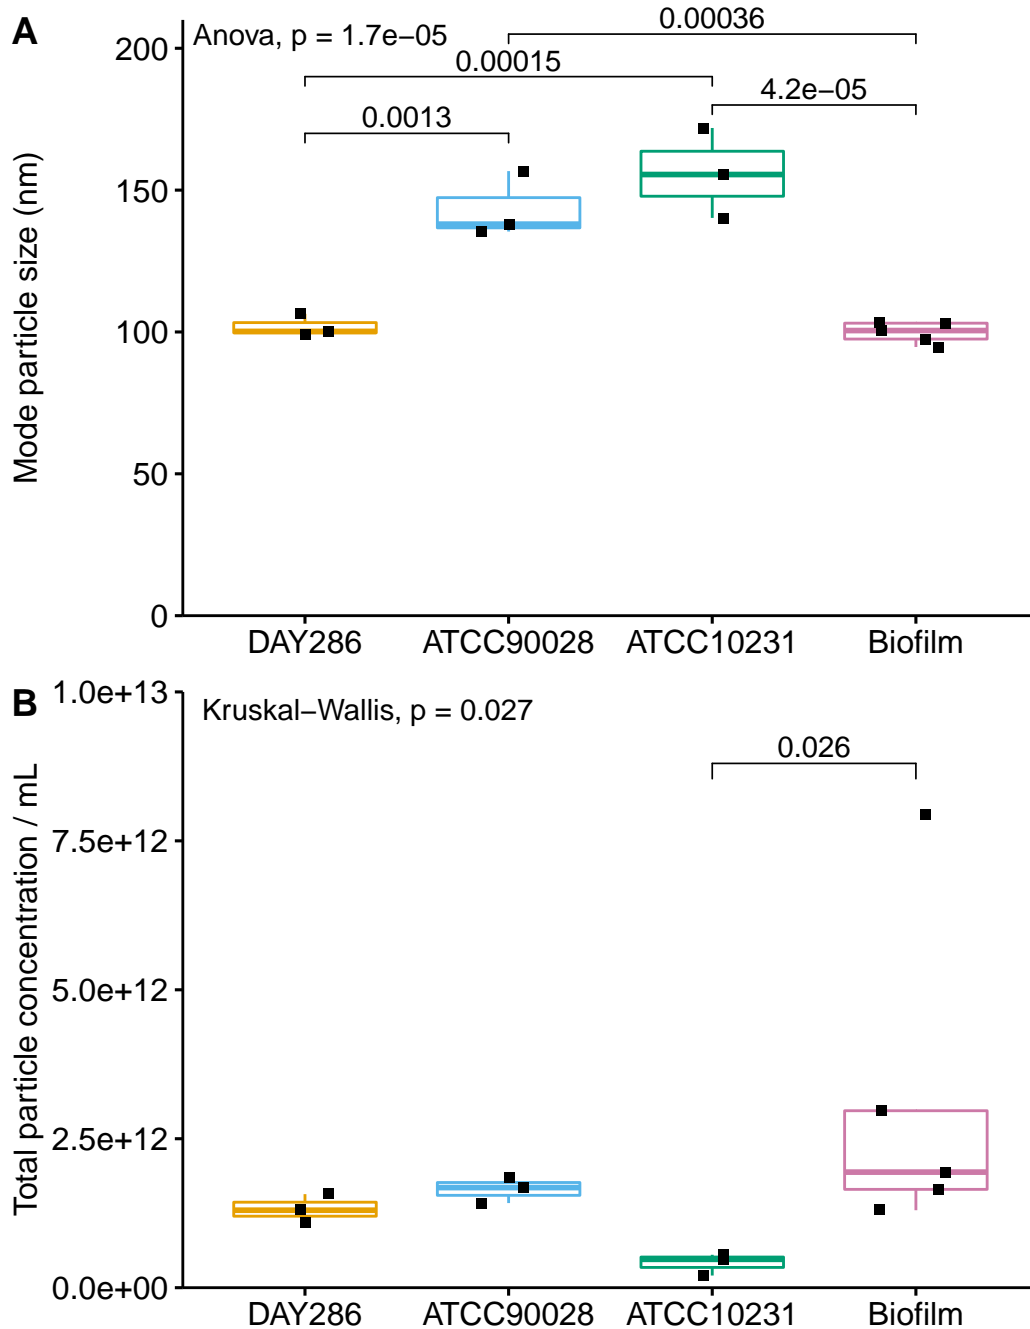 A
Anova, p = 1.7e−05
0.00036
0.00015
4.2e−05
0.0013
Mode particle size (nm)
200
150
100
50
0
DAY286 ATCC90028 ATCC10231 Biofilm
B
Kruskal−Wallis, p = 0.027
0.026
Total particle concentration / mL
1.0e+13
7.5e+12
5.0e+12
2.5e+12
0.0e+00
DAY286 ATCC90028 ATCC10231 Biofilm